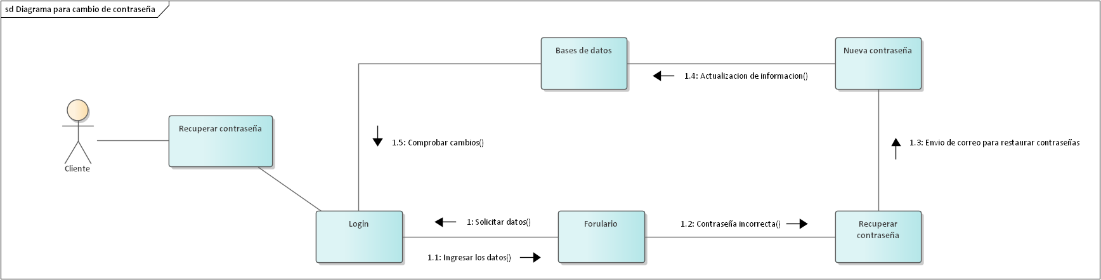 sd Diagrama para cambio de contraseña
Bases de datos
Nueva contraseña
1.4: Actualizacion de informacion()
Recuperar contraseña
Cliente
1.5: Comprobar cambios()
1.3: Envio de correo para restaurar contraseñas
Login
1: Solicitar datos()
Forulario
1.2: Contraseña incorrecta()
Recuperar
contraseña
1.1: Ingresar los datos()